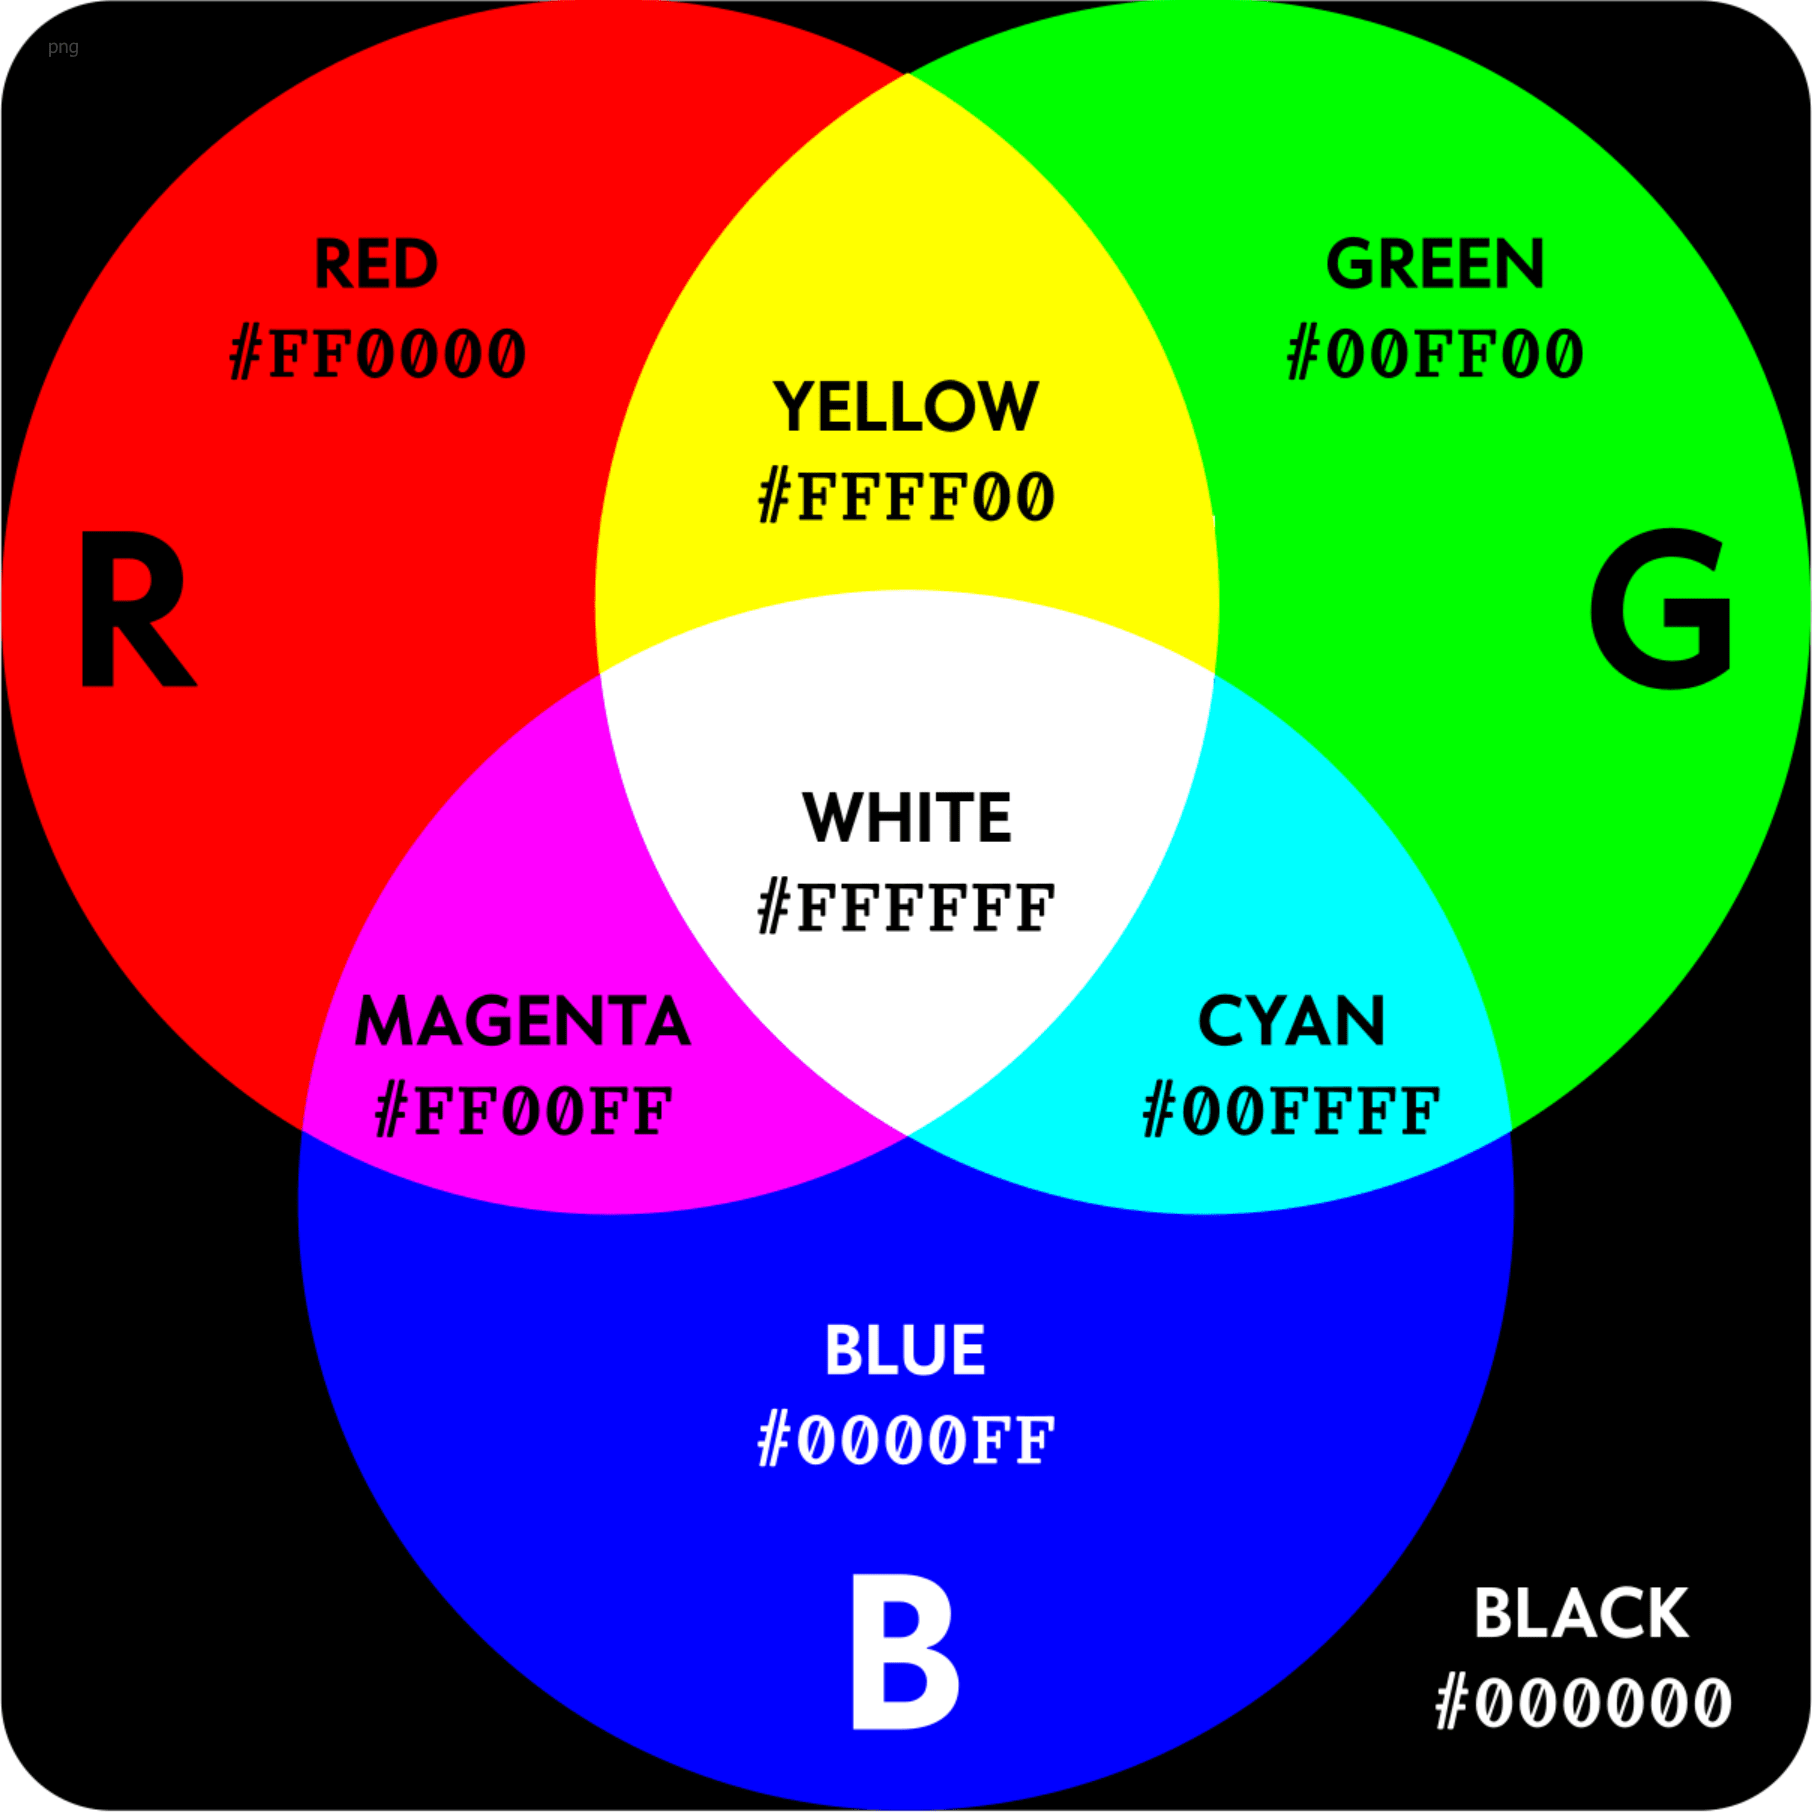 png
RED
#FF0000
GREEN
#00FF00
YELLOW
#FFFF00
R
G
WHITE
#FFFFFF
MAGENTA
#FF00FF
CYAN
#00FFFF
BLUE
#0000FF
B
BLACK
#000000